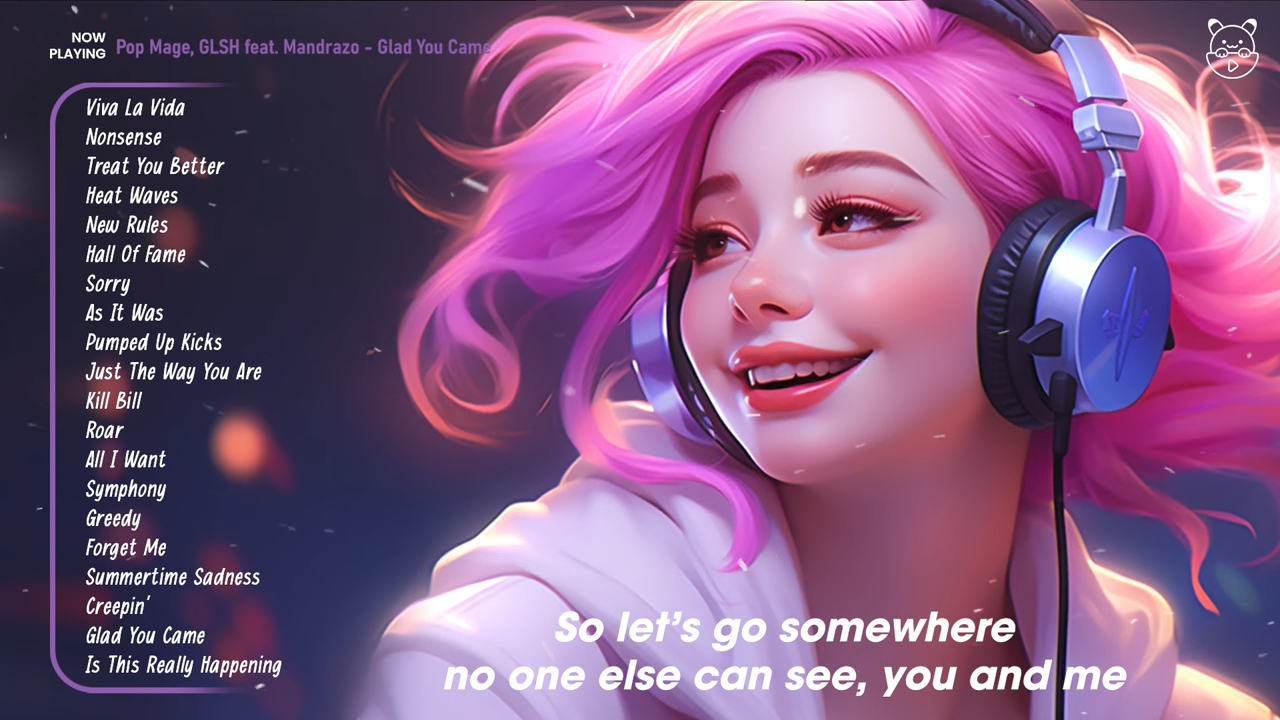 NOW
PLAYING
Pop Mage, GLSH feat. Mandrazo - Glad You Came
Viva La Vida
Nonsense
Treat You Better
Heat Waves
New Rules
Hall Of Fame
Sorry
As It Was
Pumped Up Kicks
Just The Way You Are
Kill Bill
Roar
All I Want
Symphony
Greedy
Forget Me
Summertime Sadness
Creepin'
Glad You Came
Is This Really Happening
So let's go somewhere
no one else can see, you and me